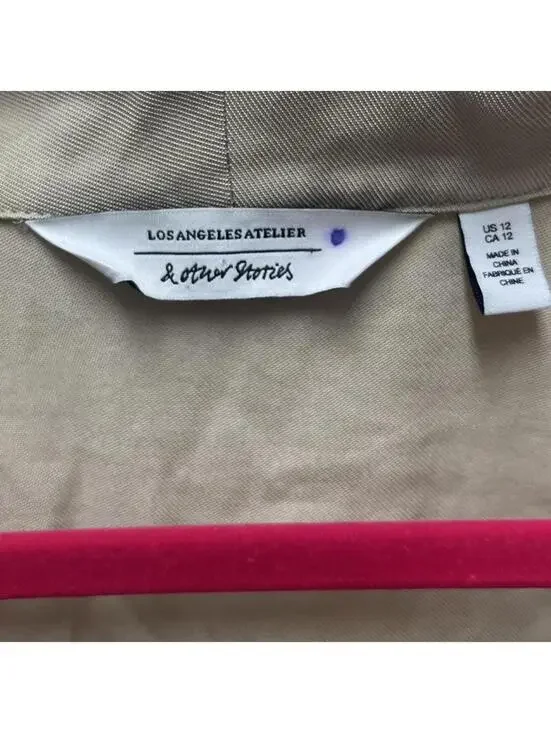 LOS ANGELES ATELIER
& other Stories
US 12
CA 12
MADE IN
CHINA
FABRIQUÉ EN
CHINE